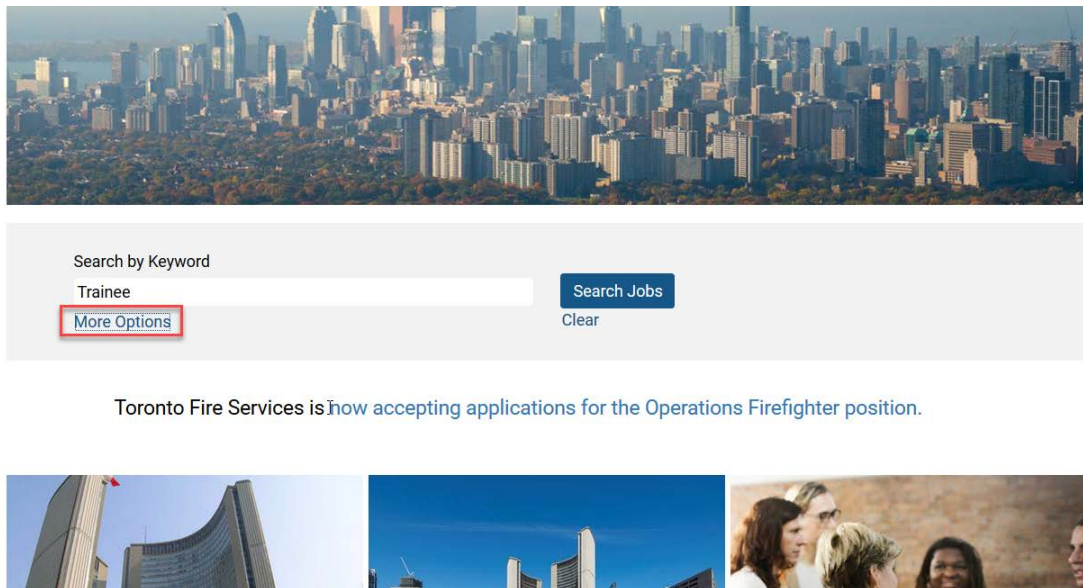 Search by Keyword
Trainee
Search Jobs
More Options
Clear
Toronto Fire Services is now accepting applications for the Operations Firefighter position.